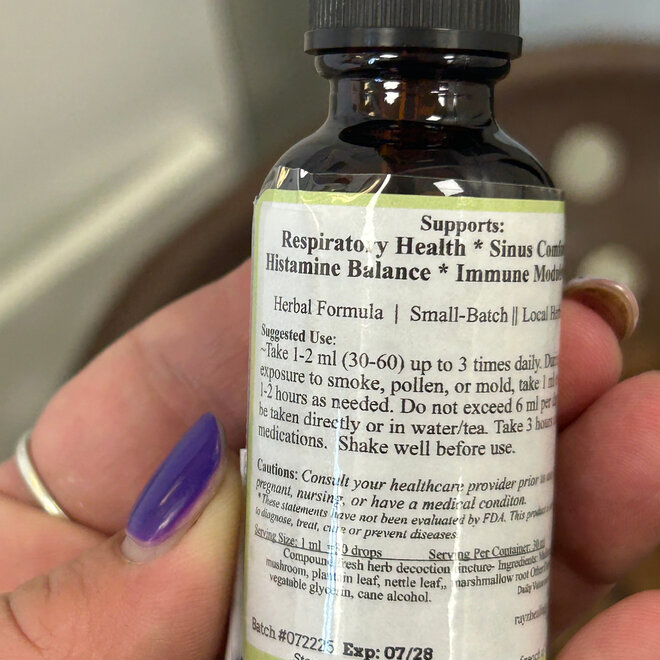 Supports:
Respiratory Health * Sinus
Histamine Balance * Immune
Herbal Formula | Small-Batch || Local
Suggested Use:
~Take 1-2 ml (30-60) up to 3 times daily.
exposure to smoke, pollen, or mold, take 1
1-2 hours as needed. Do not exceed 6 ml per
be taken directly or in water/tea. Take 3 hours
medications. Shake well before use.
Cautions: Consult your healthcare provider prior to
pregnant, nursing, or have a medical conditon.
*These statements have not been evaluated by FDA. This product
to diagnose, treat, cure or prevent diseases.
Serving Size: 1 ml =30 drops Serving Per Container: 30
Compound fresh herb decoction tincture- Ingredients:
mushroom, plantain leaf, nettle leaf,, marshmallow root Other
Daily Value
vegatable glycerin, cane alcohol.
Batch #072225 Exp: 07/28